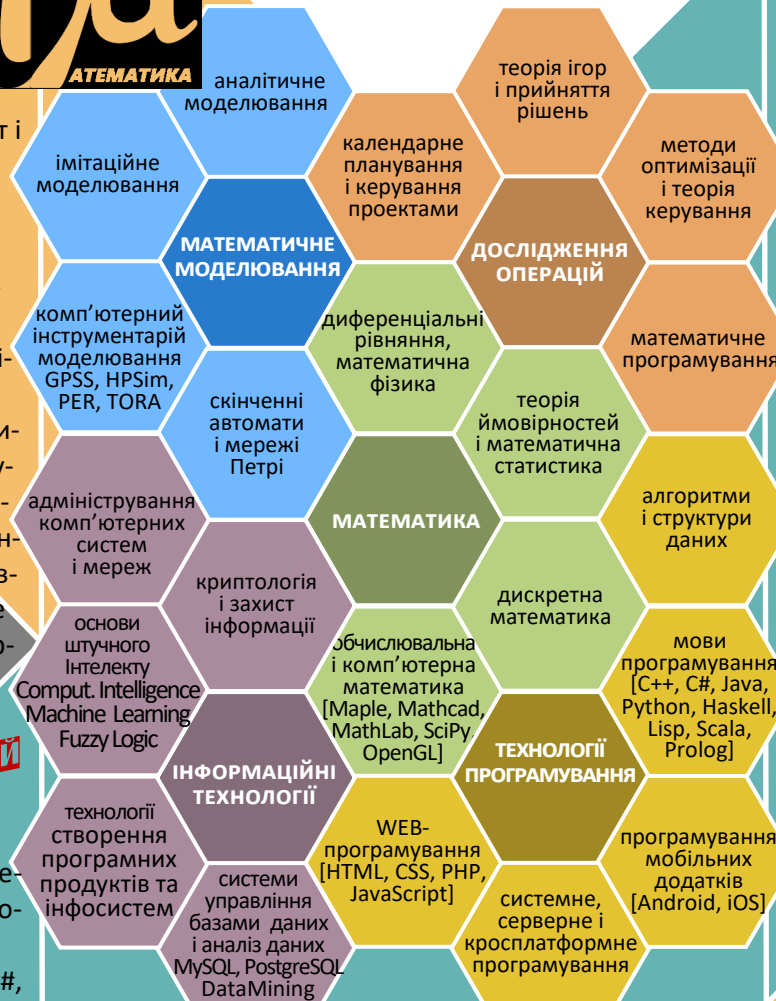 АТЕМАТИКА
аналітичне
моделювання
теорія ігор
і прийняття
рішень
імітаційне
моделювання
календарне
планування
і керування
проектами
методи
оптимізації
і теорія
керування
МАТЕМАТИЧНЕ
МОДЕЛЮВАННЯ
ДОСЛІДЖЕННЯ
ОПЕРАЦІЙ
комп’ютерний
інструментарій
моделювання
GPSS, HPSim,
PER, TORA
диференціальні
рівняння,
математична
фізика
математичне
програмування
скінченні
автомати
і мережі
Петрі
теорія
ймовірностей
і математична
статистика
адміністрування
комп’ютерних
систем
і мереж
МАТЕМАТИКА
алгоритми
і структури
даних
криптологія
і захист
інформації
дискретна
математика
основи
штучного
Інтелекту
Comput. Intelligence
Machine Learning
Fuzzy Logic
обчислювальна
і комп’ютерна
математика
[Maple, Mathcad,
MathLab, SciPy,
OpenGL]
мови
програмування
[C++, C#, Java,
Python, Haskell,
Lisp, Scala,
Prolog]
ІНФОРМАЦІЙНІ
ТЕХНОЛОГІЇ
ТЕХНОЛОГІЇ
ПРОГРАМУВАННЯ
технології
створення
програмних
продуктів та
інфосистем
WEB-
програмування
[HTML, CSS, PHP,
JavaScript]
програмування
мобільних
додатків
[Android, iOS]
системи
управління
базами даних
і аналіз даних
MySQL, PostgreSQL
DataMining
системне,
серверне і
кросплатформне
програмування